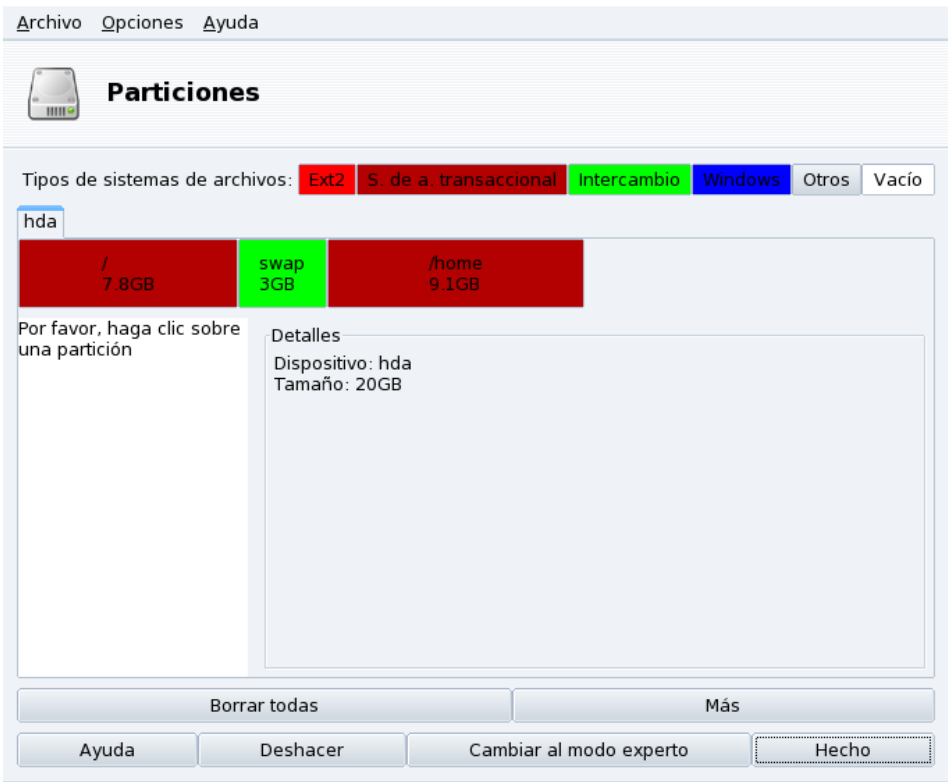 Archivo Opciones Ayuda
Particiones
Tipos de sistemas de archivos: Ext2 S. de a. transaccional Intercambio Windows Otros Vacío
hda
/ swap /home
7.8GB 3GB 9.1GB
Por favor, haga clic sobre
una partición
Detalles
Dispositivo: hda
Tamaño: 20GB
Borrar todas Más
Ayuda Deshacer Cambiar al modo experto Hecho